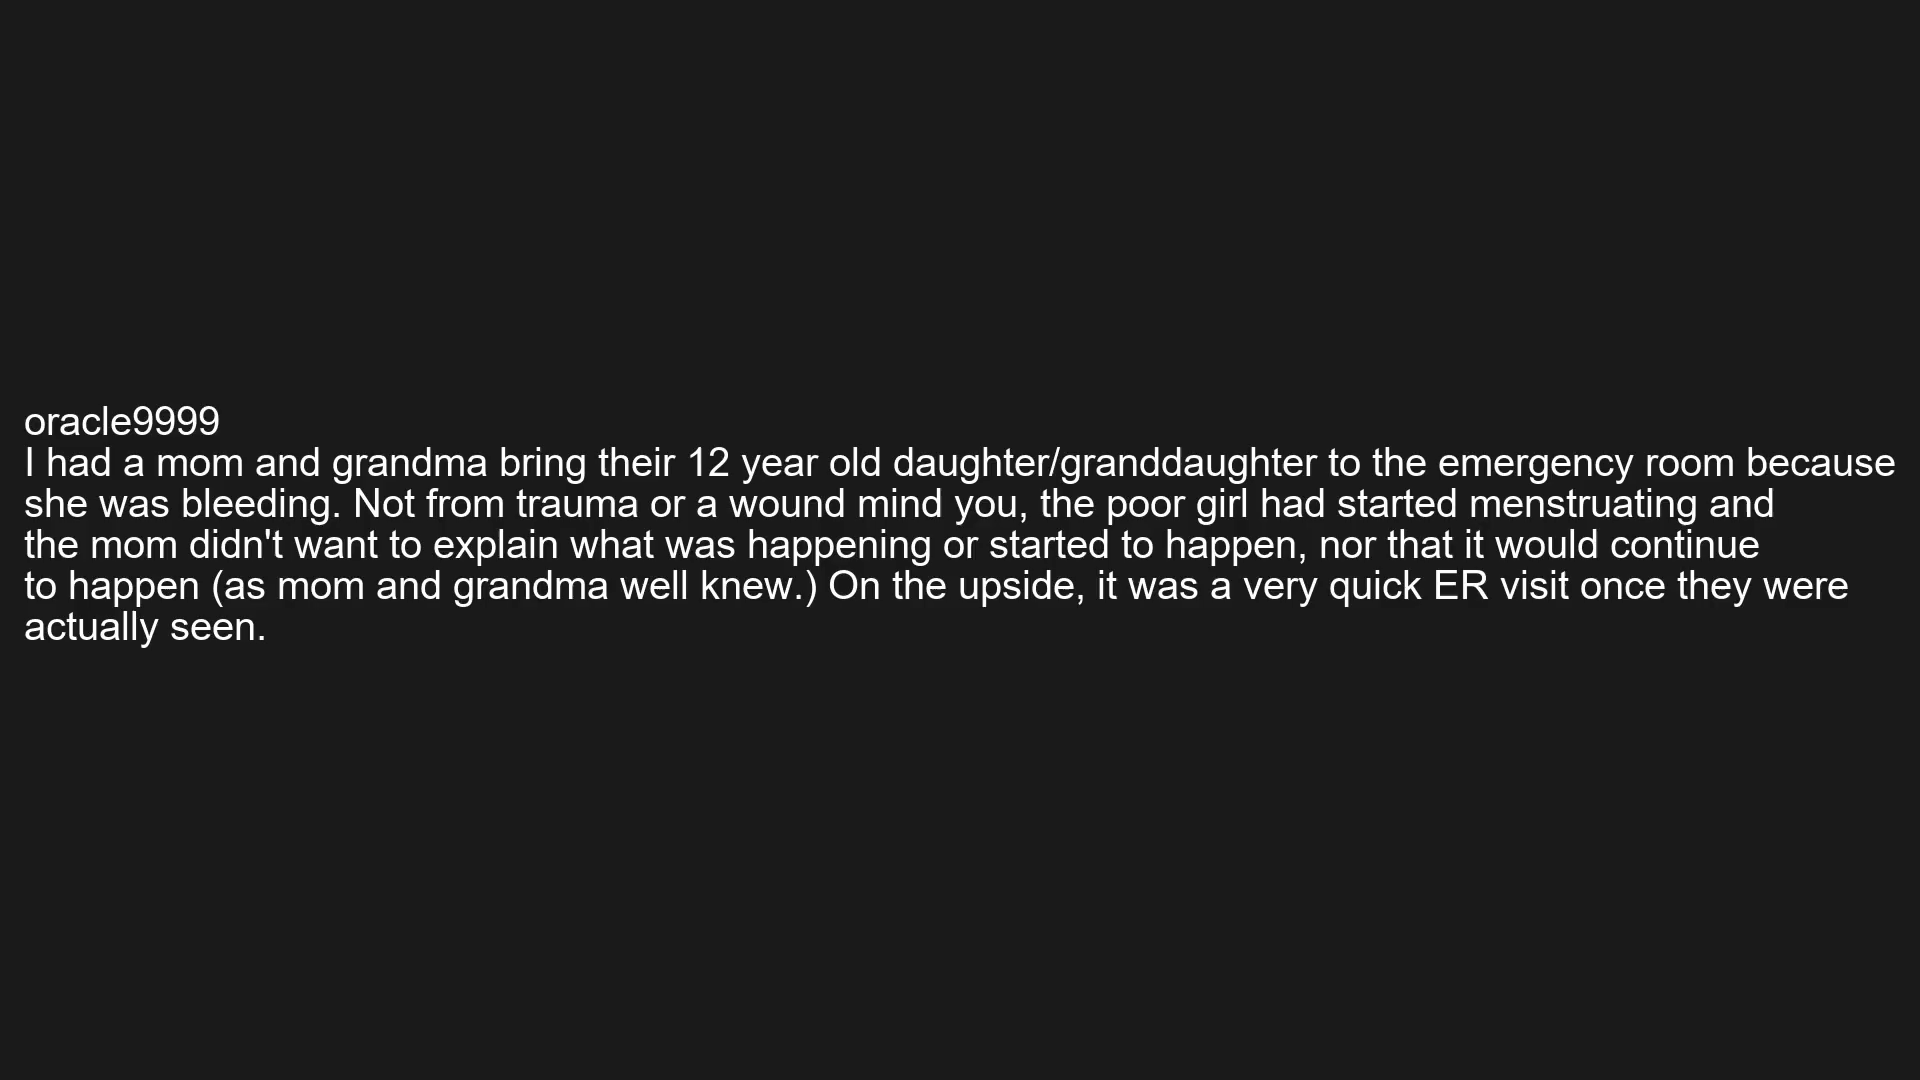 oracle9999
I had a mom and grandma bring their 12 year old daughter/granddaughter to the emergency room because
she was bleeding. Not from trauma or a wound mind you, the poor girl had started menstruating and
the mom didn't want to explain what was happening or started to happen, nor that it would continue
to happen (as mom and grandma well knew.) On the upside, it was a very quick ER visit once they were
actually seen.